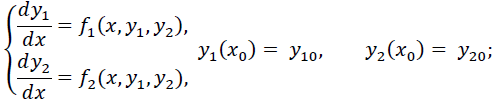 dy₁/dx = f₁(x, y₁, y₂),
y₁(x₀) = y₁₀, y₂(x₀) = y₂₀;
dy₂/dx = f₂(x, y₁, y₂),